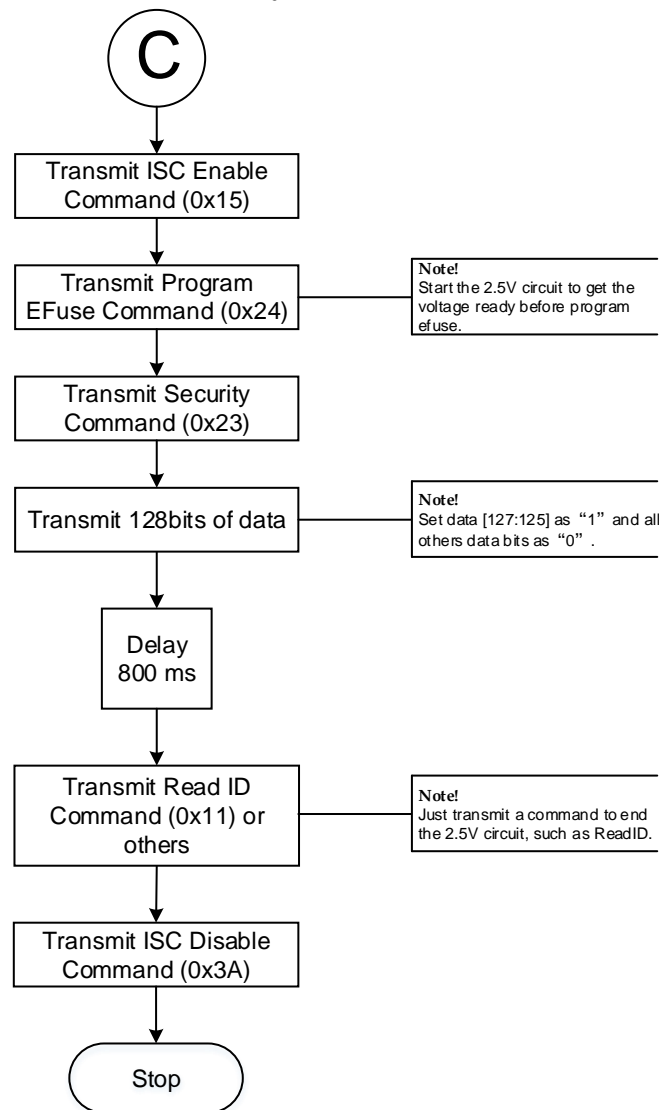 C
Transmit ISC Enable
Command (0x15)
Transmit Program
EFuse Command (0x24)
Note!
Start the 2.5V circuit to get the
voltage ready before program
efuse.
Transmit Security
Command (0x23)
Transmit 128bits of data
Note!
Set data [127:125] as “1” and all
others data bits as “0” .
Delay
800 ms
Transmit Read ID
Command (0x11) or
others
Note!
Just transmit a command to end
the 2.5V circuit, such as ReadID.
Transmit ISC Disable
Command (0x3A)
Stop